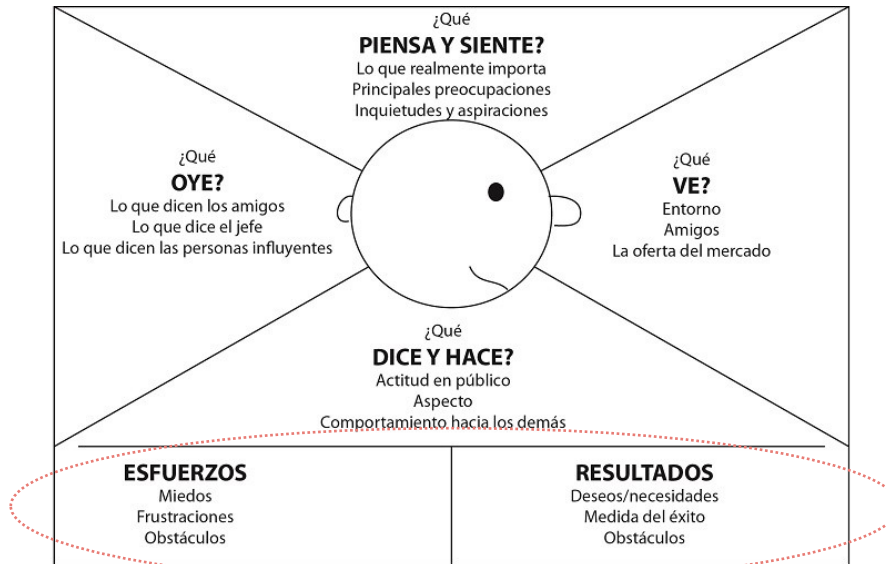 ¿Qué
PIENSA Y SIENTE?
Lo que realmente importa
Principales preocupaciones
Inquietudes y aspiraciones
¿Qué
OYE?
Lo que dicen los amigos
Lo que dice el jefe
Lo que dicen las personas influyentes
¿Qué
VE?
Entorno
Amigos
La oferta del mercado
¿Qué
DICE Y HACE?
Actitud en público
Aspecto
Comportamiento hacia los demás
ESFUERZOS
Miedos
Frustraciones
Obstáculos
RESULTADOS
Deseos/necesidades
Medida del éxito
Obstáculos